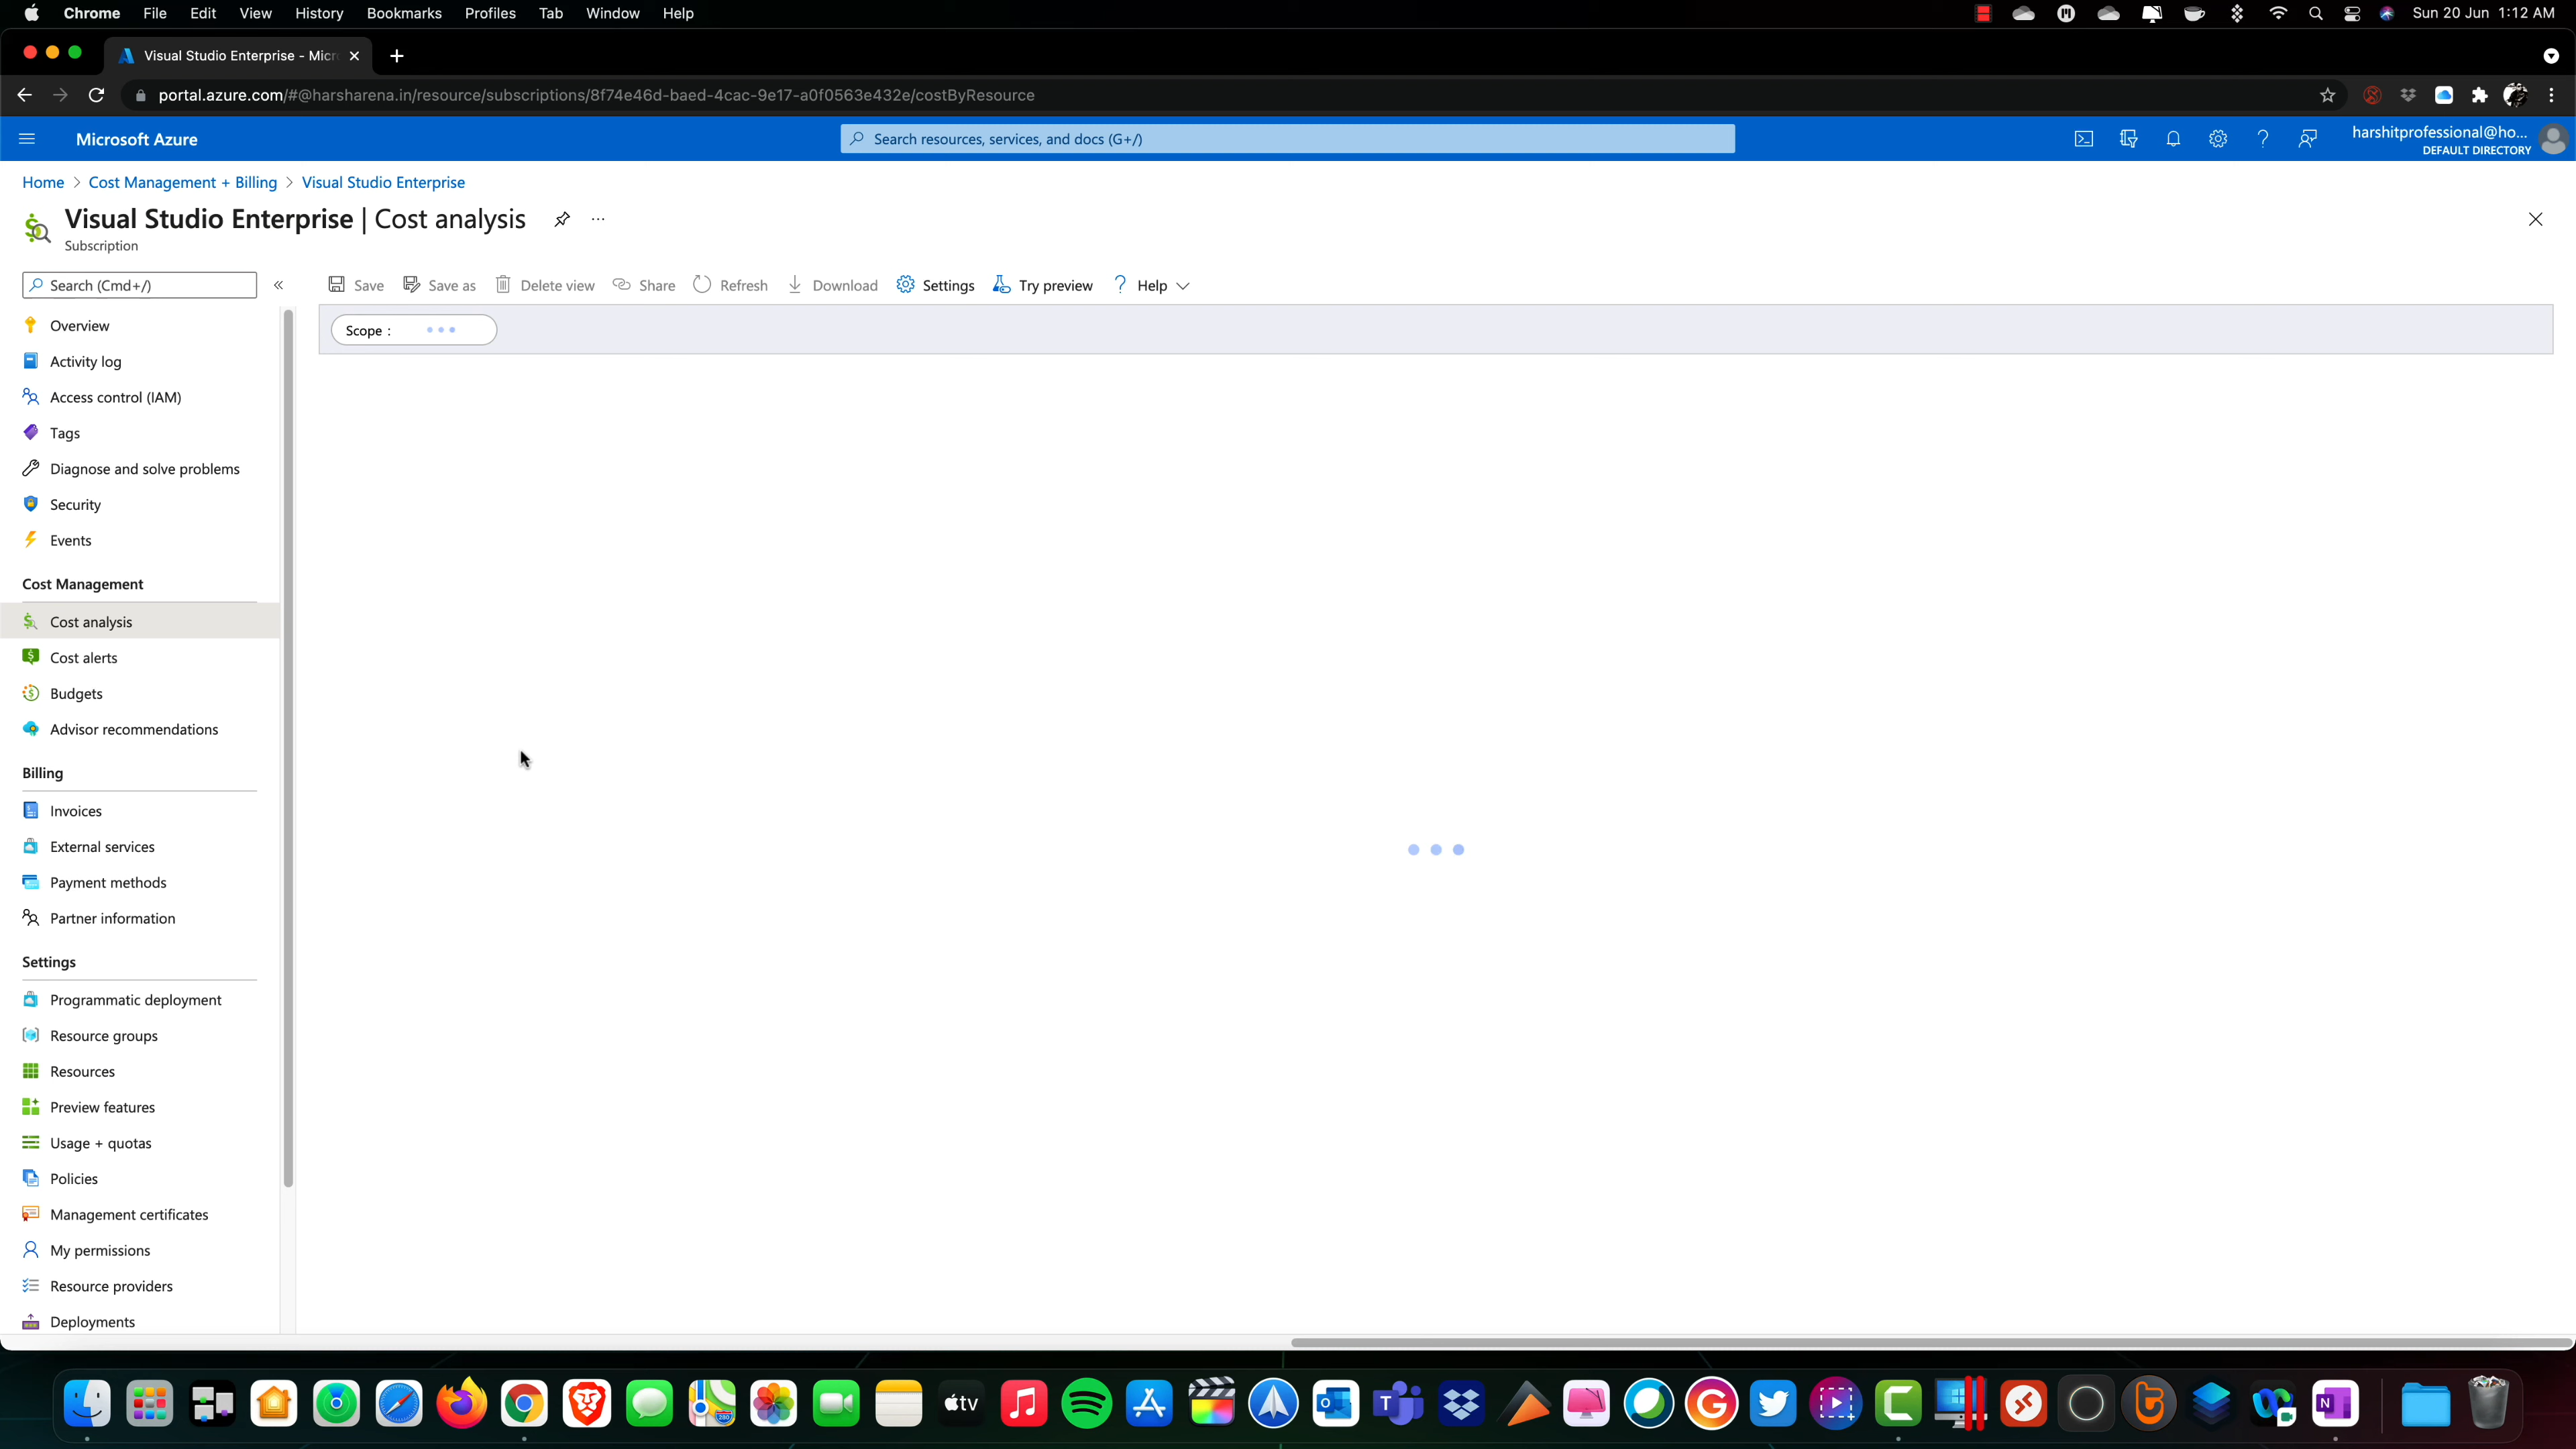 Chrome File Edit View History Bookmarks Profiles Tab Window Help Sun 20 Jun 1:12 AM
Visual Studio Enterprise - Micr
portal.azure.com/#@harsharena.in/resource/subscriptions/8f74e46d-baed-4cac-9e17-a0f0563e432e/costByResource
Microsoft Azure Search resources, services, and docs (G+/) harshitprofessional@ho...
DEFAULT DIRECTORY
Home > Cost Management + Billing > Visual Studio Enterprise
Visual Studio Enterprise | Cost analysis ...
Subscription
Search (Cmd+/) « Save Save as Delete view Share Refresh Download Settings Try preview ? Help
Scope :
Overview
Activity log
Access control (IAM)
Tags
Diagnose and solve problems
Security
Events
Cost Management
Cost analysis
Cost alerts
Budgets
Advisor recommendations
Billing
Invoices
External services
Payment methods
Partner information
Settings
Programmatic deployment
Resource groups
Resources
Preview features
Usage + quotas
Policies
Management certificates
My permissions
Resource providers
Deployments
tv
280